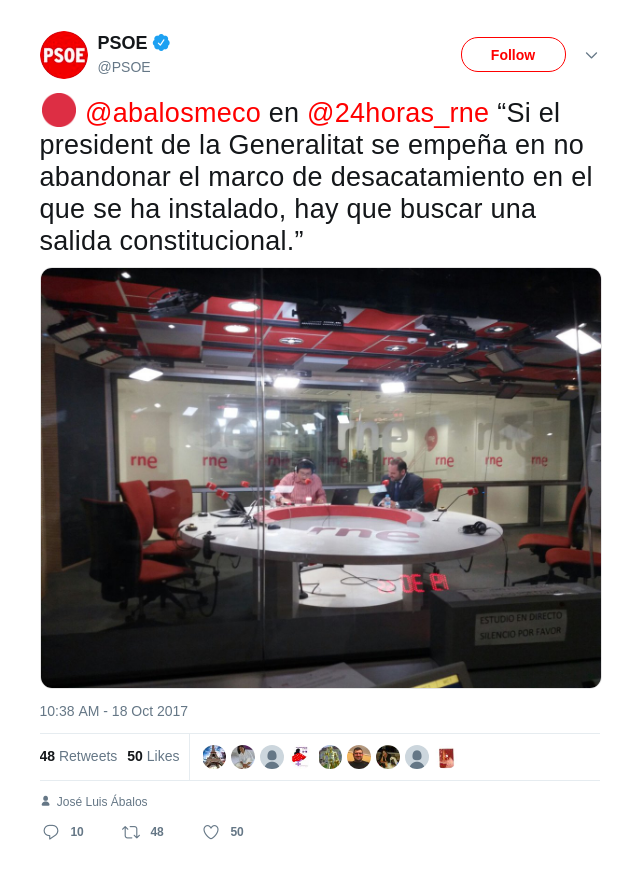 PSOE
PSOE
@PSOE
Follow
@abalosmeco en @24horas_rne “Si el
president de la Generalitat se empeña en no
abandonar el marco de desacatamiento en el
que se ha instalado, hay que buscar una
salida constitucional.”
rne rne
rne rne rne rne rne rne rne
rne
ESTUDIO EN DIRECTO
SILENCIO POR FAVOR
10:38 AM - 18 Oct 2017
48 Retweets 50 Likes
José Luis Ábalos
10 48 50